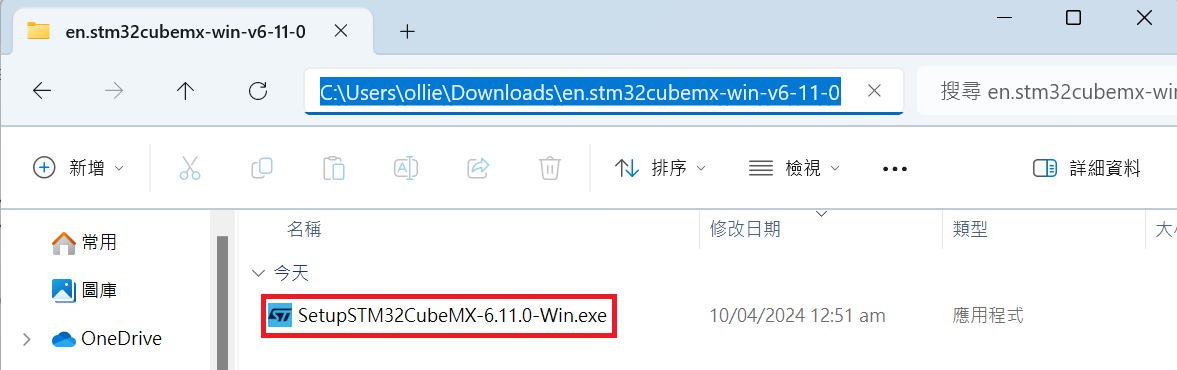 en.stm32cubemx-win-v6-11-0
C:\Users\ollie\Downloads\en.stm32cubemx-win-v6-11-0
搜尋 en.stm32cubemx-wi
新增
排序
檢視
詳細資料
名稱
修改日期
類型
大
常用
今天
圖庫
SetupSTM32CubeMX-6.11.0-Win.exe
10/04/2024 12:51 am
應用程式
OneDrive